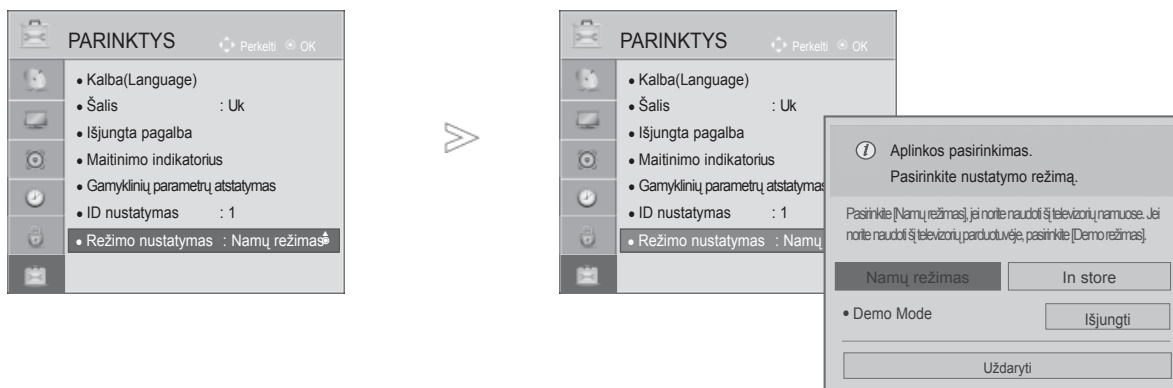 PARINKTYS
Perkelti OK
• Kalba(Language)
• Šalis : Uk
• Išjungta pagalba
• Maitinimo indikatorius
• Gamyklinių parametrų atstatymas
• ID nustatymas : 1
• Režimo nustatymas : Namų režimas
PARINKTYS
Perkelti OK
• Kalba(Language)
• Šalis : Uk
• Išjungta pagalba
• Maitinimo indikatorius
• Gamyklinių parametrų atstatymas
• ID nustatymas : 1
• Režimo nustatymas : Namų
Aplinkos pasirinkimas.
Pasirinkite nustatymo režimą.
Pasirinkite [Namų režimas], jei norite naudoti šį televizorių namuose. Jei
norite naudoti šį televizorių parduotuvėje, pasirinkite [Demo režimas].
Namų režimas
In store
• Demo Mode
Išjungti
Uždaryti